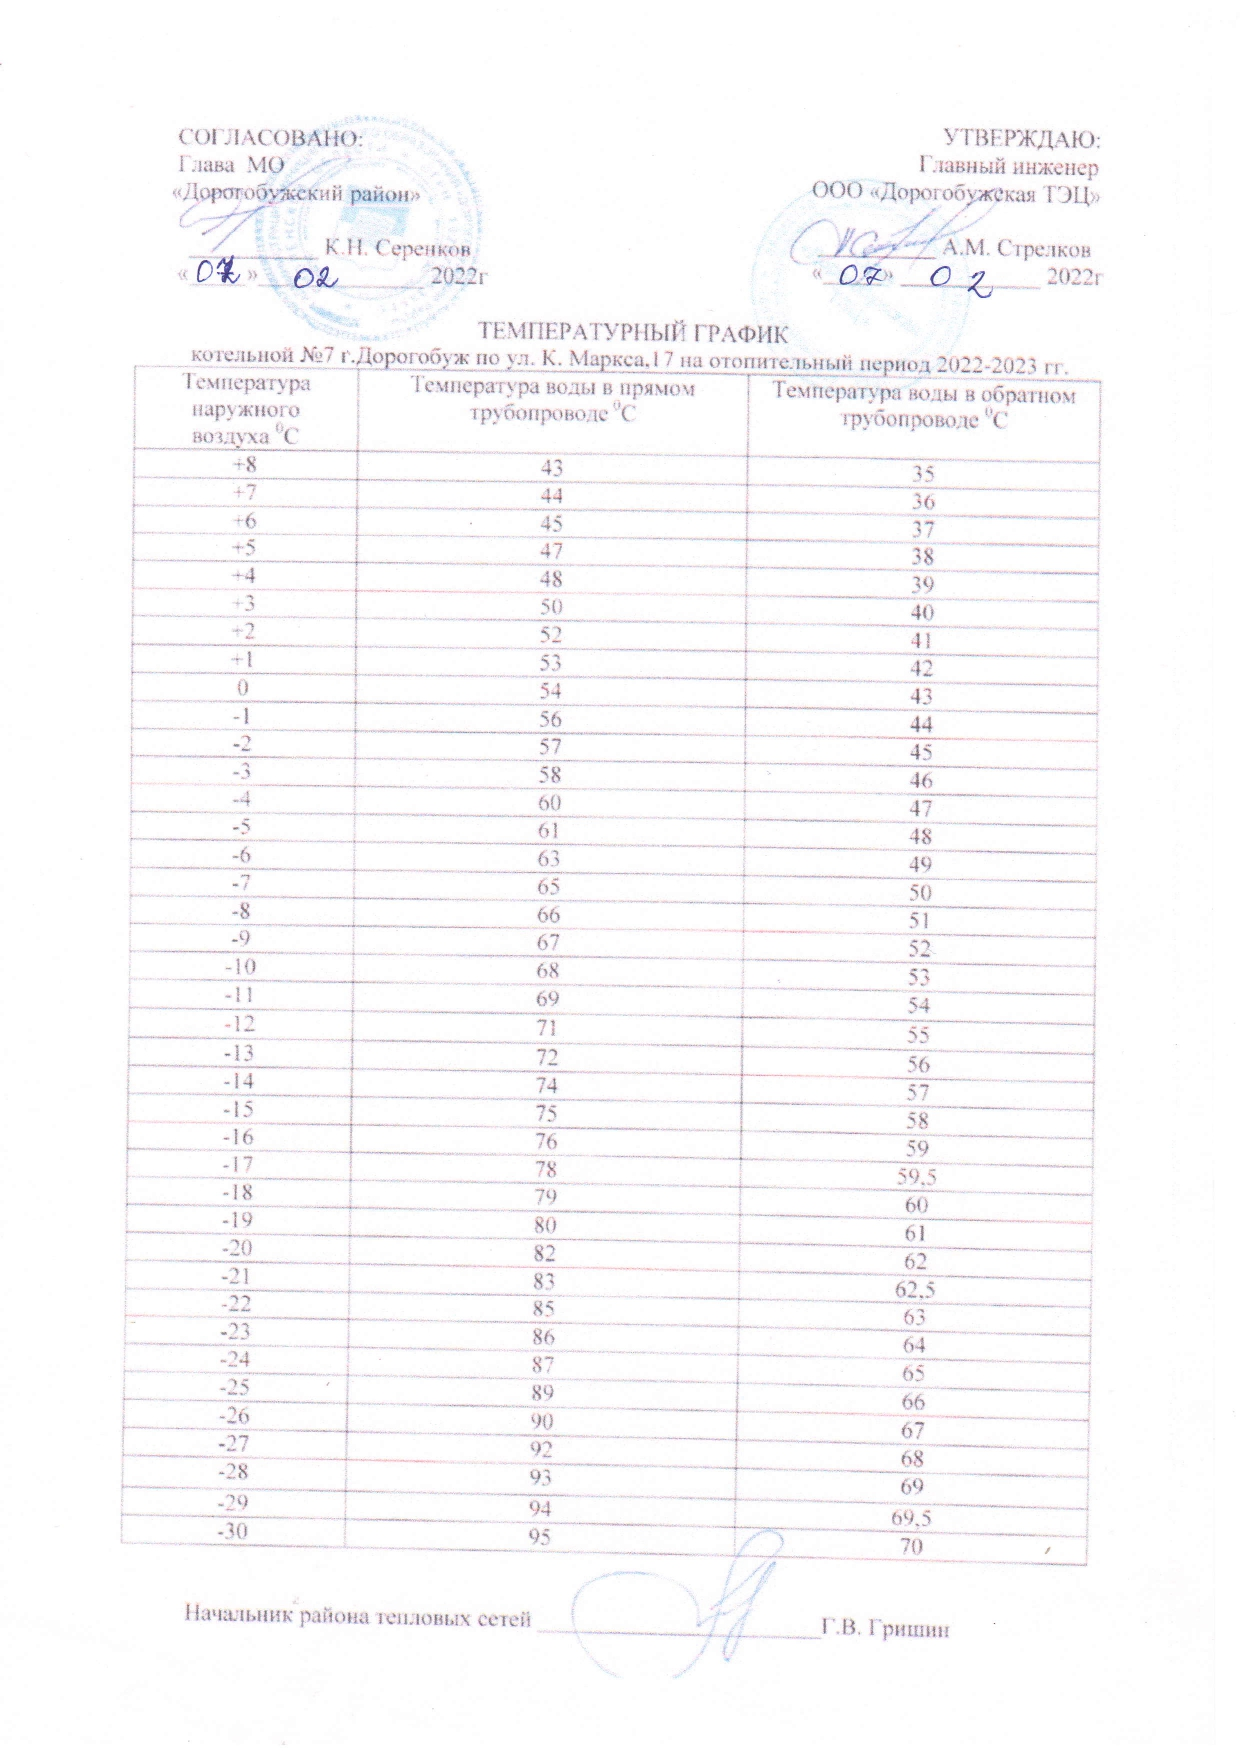 СОГЛАСОВАНО: УТВЕРЖДАЮ:
Глава МО Главный инженер
«Дорогобужский район» ООО «Дорогобужская ТЭЦ»
К.Н. Серенков А.М. Стрелков
« 07 » 02 2022г « 07 » 02 2022г
ТЕМПЕРАТУРНЫЙ ГРАФИК
котельной №7 г.Дорогобуж по ул. К. Маркса,17 на отопительный период 2022-2023 гг.
Температура Температура воды в прямом Температура воды в обратном
наружного трубопроводе ⁰С трубопроводе ⁰С
воздуха ⁰С
+8 43 35
+7 44 36
+6 45 37
+5 47 38
+4 48 39
+3 50 40
+2 52 41
+1 53 42
0 54 43
-1 56 44
-2 57 45
-3 58 46
-4 60 47
-5 61 48
-6 63 49
-7 65 50
-8 66 51
-9 67 52
-10 68 53
-11 69 54
-12 71 55
-13 72 56
-14 74 57
-15 75 58
-16 76 59
-17 78 59,5
-18 79 60
-19 80 61
-20 82 62
-21 83 62,5
-22 85 63
-23 86 64
-24 87 65
-25 89 66
-26 90 67
-27 92 68
-28 93 69
-29 94 69,5
-30 95 70
Начальник района тепловых сетей Г.В. Гришин